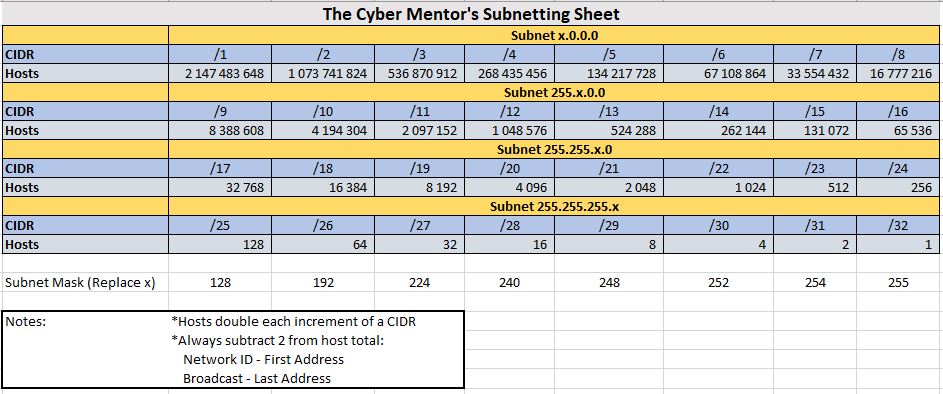 The Cyber Mentor's Subnetting Sheet
Subnet x.0.0.0
CIDR /1 /2 /3 /4 /5 /6 /7 /8
Hosts 2 147 483 648 1 073 741 824 536 870 912 268 435 456 134 217 728 67 108 864 33 554 432 16 777 216
Subnet 255.x.0.0
CIDR /9 /10 /11 /12 /13 /14 /15 /16
Hosts 8 388 608 4 194 304 2 097 152 1 048 576 524 288 262 144 131 072 65 536
Subnet 255.255.x.0
CIDR /17 /18 /19 /20 /21 /22 /23 /24
Hosts 32 768 16 384 8 192 4 096 2 048 1 024 512 256
Subnet 255.255.255.x
CIDR /25 /26 /27 /28 /29 /30 /31 /32
Hosts 128 64 32 16 8 4 2 1
Subnet Mask (Replace x) 128 192 224 240 248 252 254 255
Notes: *Hosts double each increment of a CIDR
*Always subtract 2 from host total:
Network ID - First Address
Broadcast - Last Address